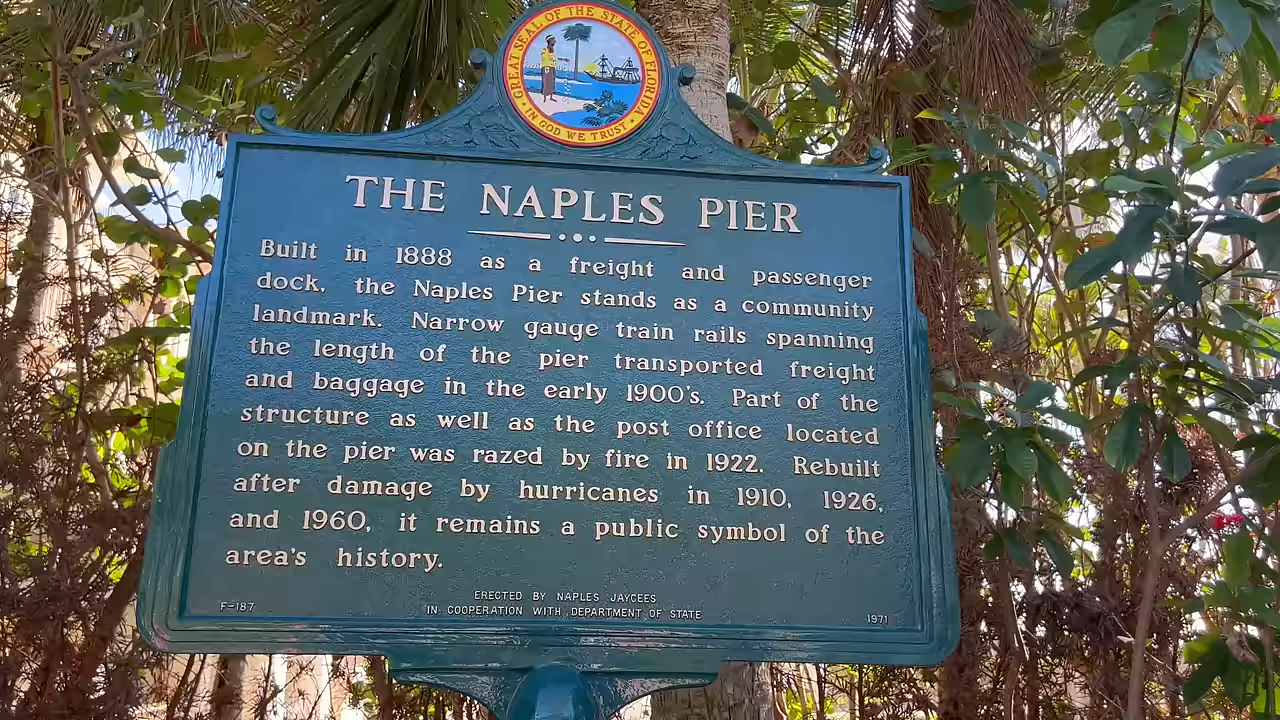 GREAT SEAL OF THE STATE OF FLORIDA
IN GOD WE TRUST
THE NAPLES PIER
Built in 1888 as a freight and passenger
dock, the Naples Pier stands as a community
landmark. Narrow gauge train rails spanning
the length of the pier transported freight
and baggage in the early 1900's. Part of the
structure as well as the post office located
on the pier was razed by fire in 1922. Rebuilt
after damage by hurricanes in 1910, 1926,
and 1960, it remains a public symbol of the
area's history.
ERECTED BY NAPLES JAYCEES
F-187 IN COOPERATION WITH DEPARTMENT OF STATE 1971